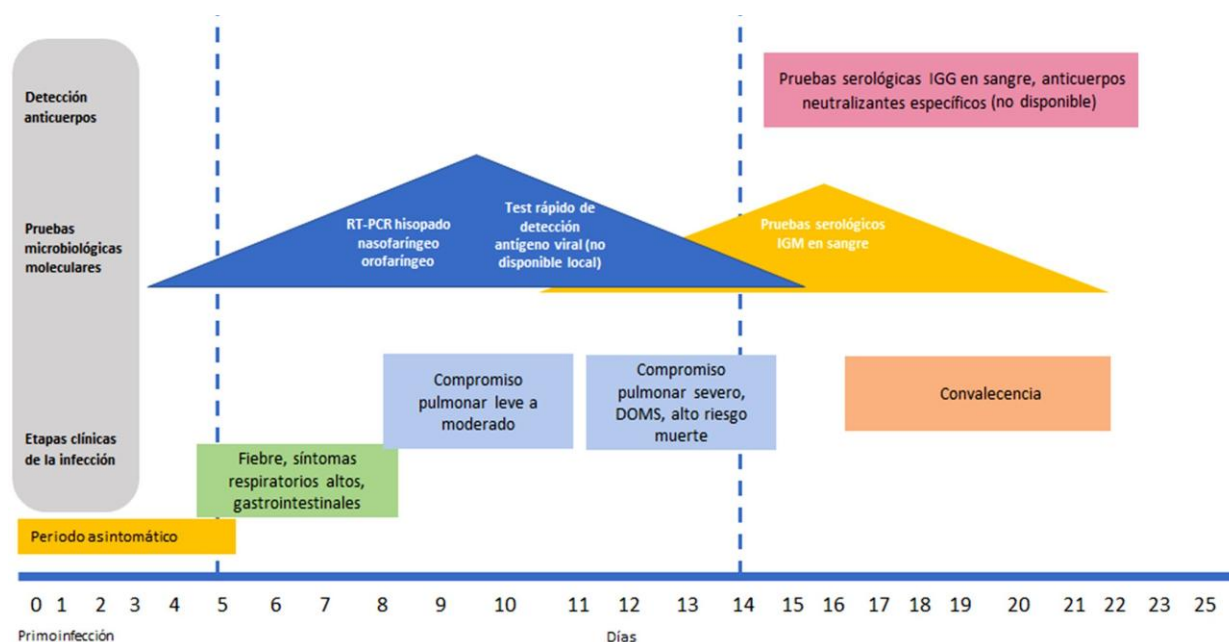 Detección
anticuerpos
Pruebas serológicas IGG en sangre, anticuerpos
neutralizantes específicos (no disponible)
Pruebas
microbiológicas
moleculares
RT-PCR hisopado
nasofaríngeo
orofaríngeo
Test rápido de
detección
antígeno viral (no
disponible local)
Pruebas serológicos
IGM en sangre
Etapas clínicas
de la infección
Fiebre, síntomas
respiratorios altos,
gastrointestinales
Compromiso
pulmonar leve a
moderado
Compromiso
pulmonar severo,
DOMS, alto riesgo
muerte
Convalecencia
Periodo asintomático
0 1 2 3 4 5 6 7 8 9 10 11 12 13 14 15 16 17 18 19 20 21 22 23 25
Primoinfección
Días